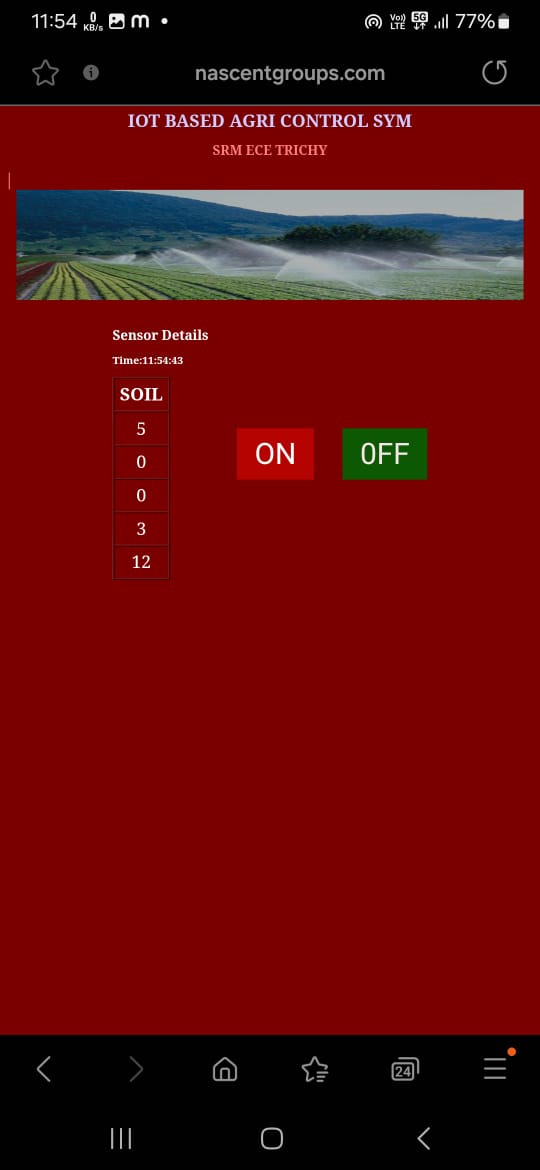 11:54 0 KB/s m Vo)) LTE 5G 77%
nascentgroups.com
IOT BASED AGRI CONTROL SYM
SRM ECE TRICHY
Sensor Details
Time:11:54:43
SOIL
5
0
0
3
12
ON 0FF
24